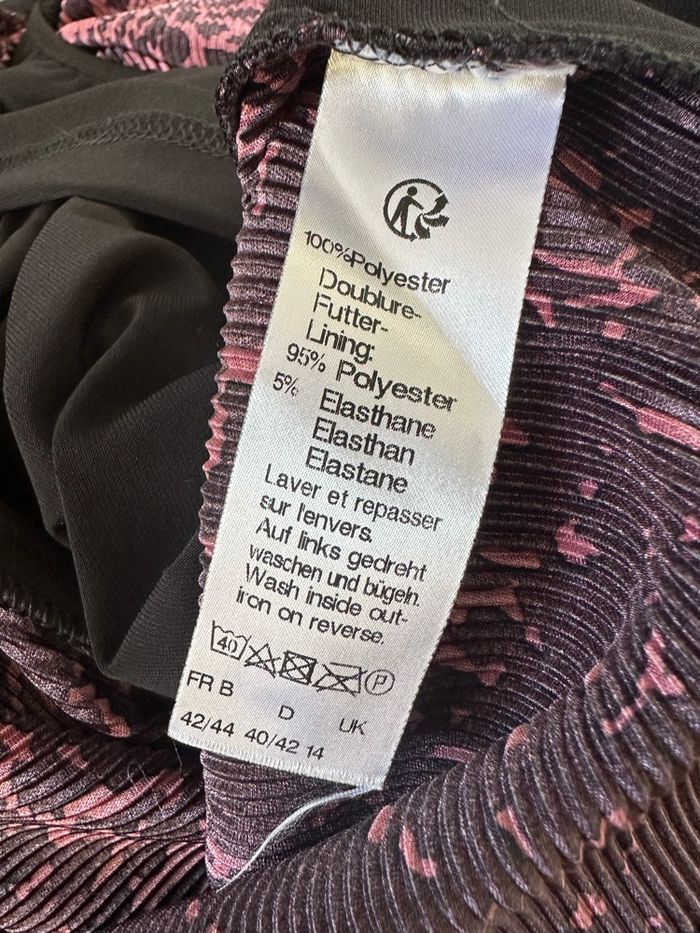 100%Polyester
Doublure-
Futter-
Lining:
95% Polyester
5% Elasthane
Elasthan
Elastane
Laver et repasser
sur l'envers.
Auf links gedreht
waschen und bügeln.
Wash inside out-
iron on reverse.
40 P
FR B D UK
42/44 40/42 14